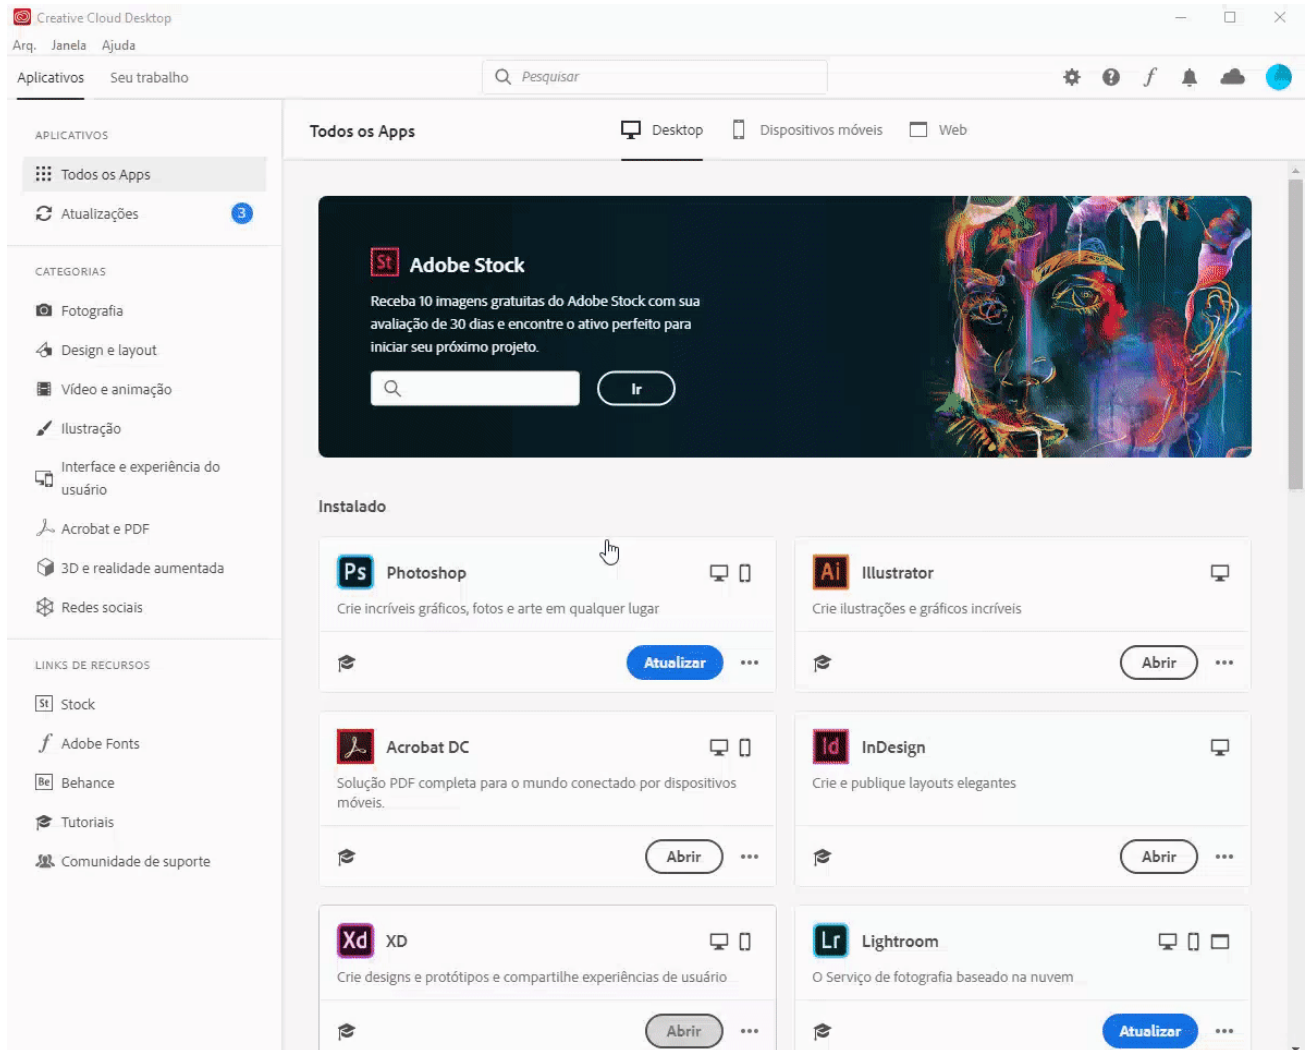 Creative Cloud Desktop
Arq. Janela Ajuda
Aplicativos Seu trabalho Pesquisar
APLICATIVOS
Todos os Apps
Atualizações 3
CATEGORIAS
Fotografia
Design e layout
Vídeo e animação
Ilustração
Interface e experiência do
usuário
Acrobat e PDF
3D e realidade aumentada
Redes sociais
LINKS DE RECURSOS
St Stock
Adobe Fonts
Be Behance
Tutoriais
Comunidade de suporte
Todos os Apps Desktop Dispositivos móveis Web
St Adobe Stock
Receba 10 imagens gratuitas do Adobe Stock com sua
avaliação de 30 dias e encontre o ativo perfeito para
iniciar seu próximo projeto.
Ir
Instalado
Ps Photoshop
Crie incríveis gráficos, fotos e arte em qualquer lugar
Atualizar
Ai Illustrator
Crie ilustrações e gráficos incríveis
Abrir
Acrobat DC
Solução PDF completa para o mundo conectado por dispositivos
móveis.
Abrir
Id InDesign
Crie e publique layouts elegantes
Abrir
Xd XD
Crie designs e protótipos e compartilhe experiências de usuário
Abrir
Lr Lightroom
O Serviço de fotografia baseado na nuvem
Atualizar